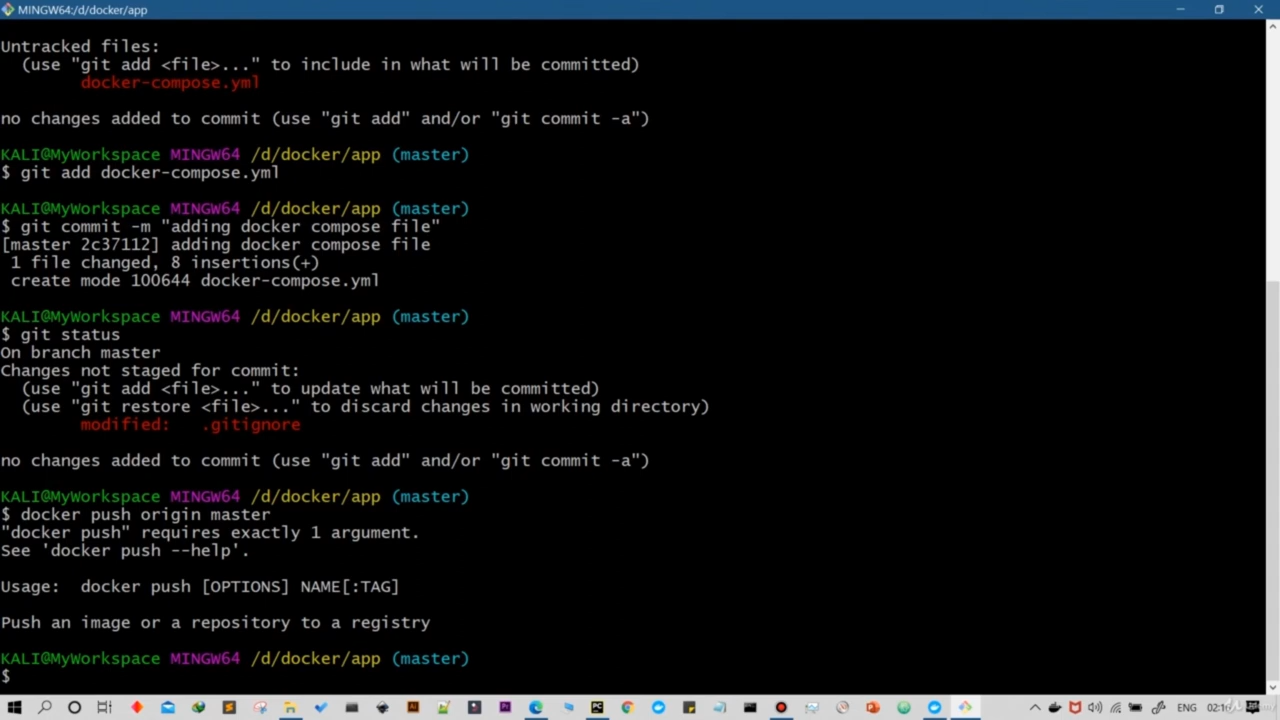 MINGW64:/d/docker/app
Untracked files:
(use "git add <file>..." to include in what will be committed)
docker-compose.yml
no changes added to commit (use "git add" and/or "git commit -a")
KALI@MyWorkspace MINGW64 /d/docker/app (master)
$ git add docker-compose.yml
KALI@MyWorkspace MINGW64 /d/docker/app (master)
$ git commit -m "adding docker compose file"
[master 2c37112] adding docker compose file
1 file changed, 8 insertions(+)
create mode 100644 docker-compose.yml
KALI@MyWorkspace MINGW64 /d/docker/app (master)
$ git status
On branch master
Changes not staged for commit:
(use "git add <file>..." to update what will be committed)
(use "git restore <file>..." to discard changes in working directory)
modified:   .gitignore
no changes added to commit (use "git add" and/or "git commit -a")
KALI@MyWorkspace MINGW64 /d/docker/app (master)
$ docker push origin master
"docker push" requires exactly 1 argument.
See 'docker push --help'.
Usage:  docker push [OPTIONS] NAME[:TAG]
Push an image or a repository to a registry
KALI@MyWorkspace MINGW64 /d/docker/app (master)
$
Ai Pr PC ENG 02:16